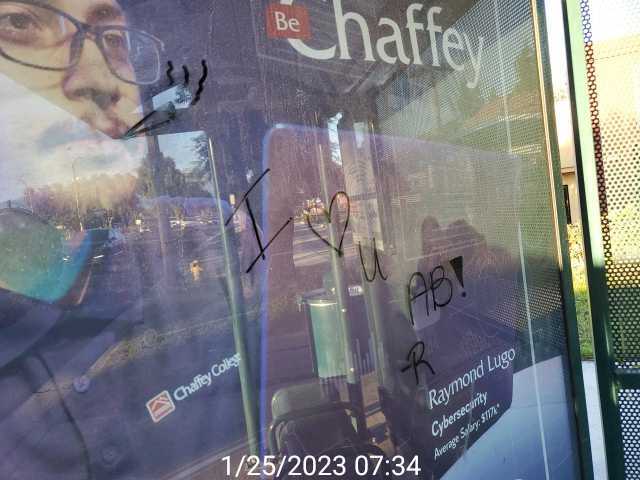 Be Chaffey
I ♡ u
AB!
-R
Chaffey College
Raymond Lugo
Cybersecurity
Average Salary: $117K*
1/25/2023 07:34